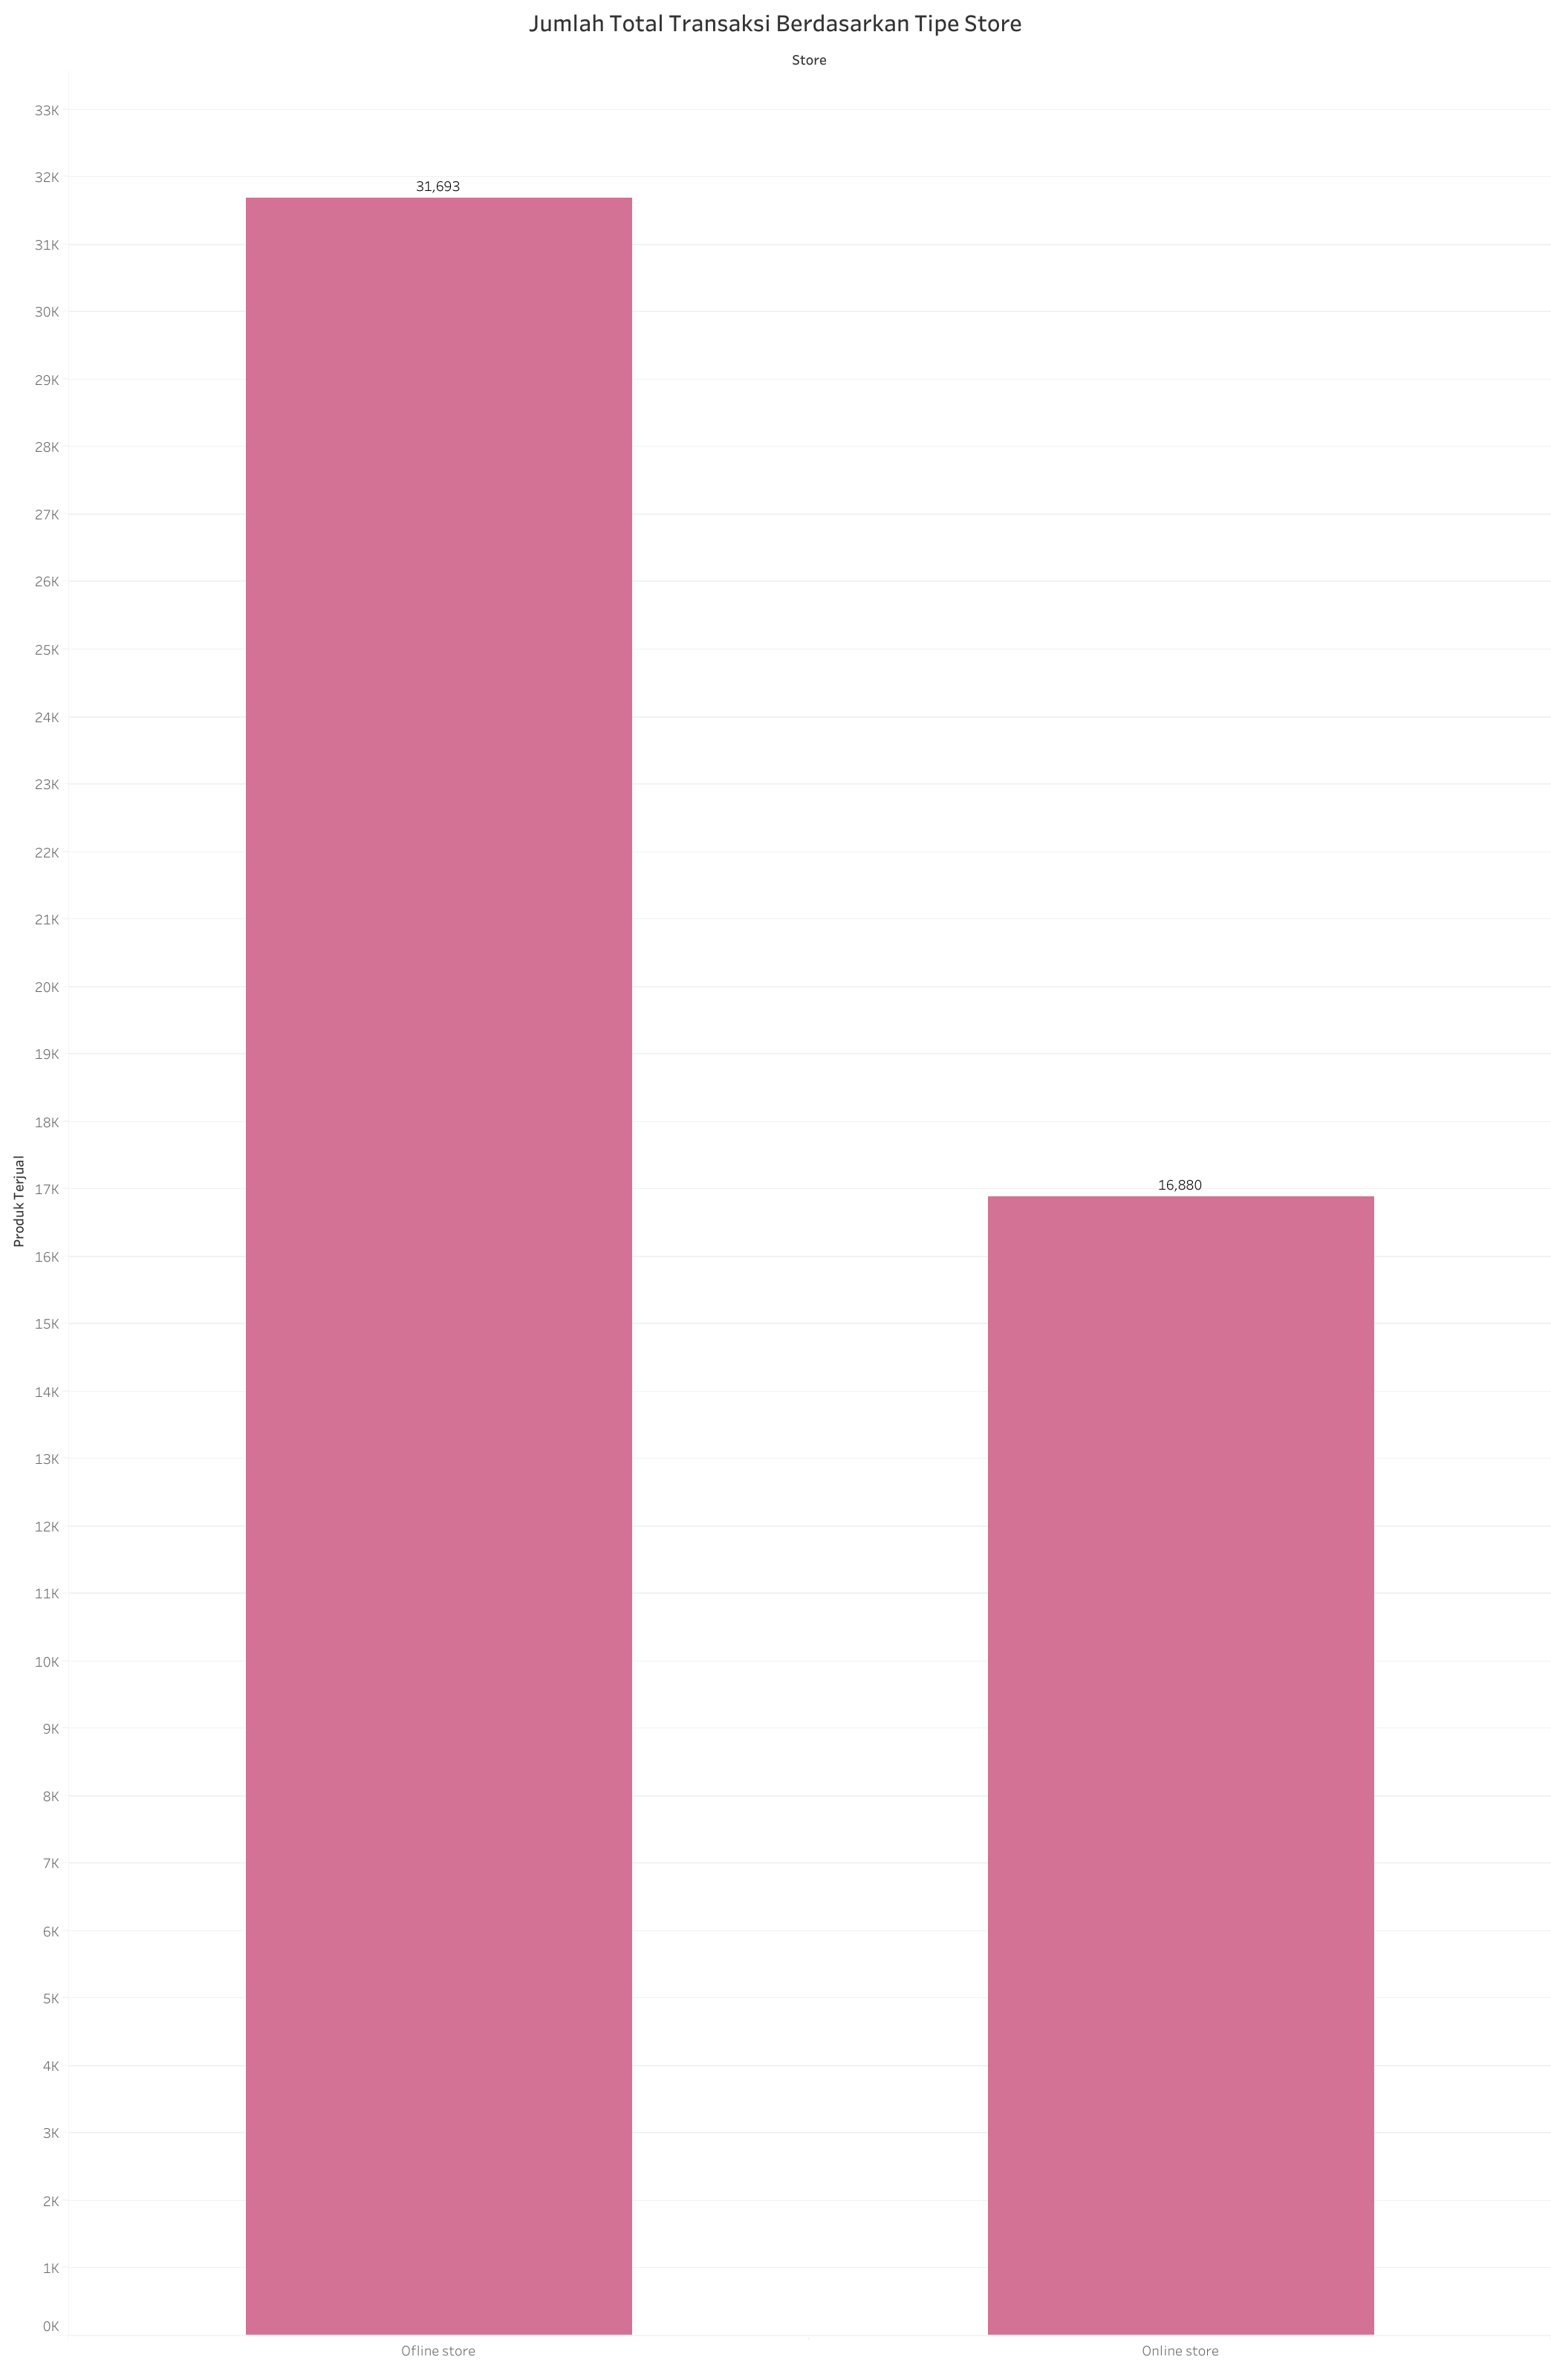 Jumlah Total Transaksi Berdasarkan Tipe Store
Store
33K
32K
31K
30K
29K
28K
27K
26K
25K
24K
23K
22K
21K
20K
19K
18K
17K
16K
15K
14K
13K
12K
11K
10K
9K
8K
7K
6K
5K
4K
3K
2K
1K
0K
Produk Terjual
31,693
16,880
Ofline store
Online store